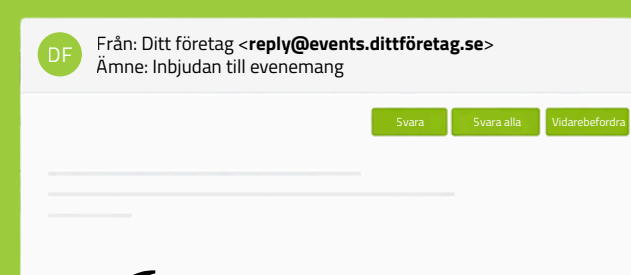 DF
Från: Ditt företag <reply@events.dittföretag.se>
Ämne: Inbjudan till evenemang
Svara Svara alla Vidarebefordra